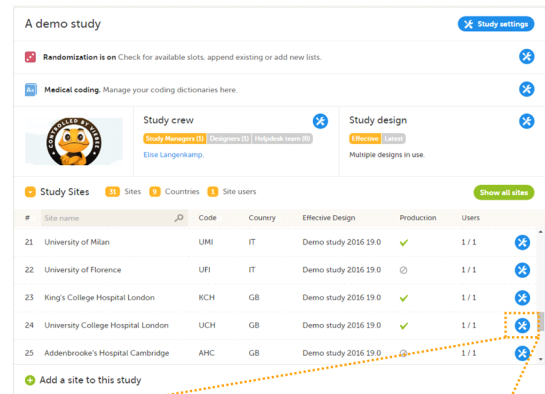 A demo study
Study settings
Randomization is on Check for available slots, append existing or add new lists.
Medical coding. Manage your coding dictionaries here.
CONTROLLED BY VIEDOC
Study crew
Study Managers (1) Designers (1) Helpdesk team (0)
Elise Langenkamp.
Study design
Effective Latest
Multiple designs in use.
Study Sites 31 Sites 9 Countries 1 Site users
Show all sites
# Site name Code Country Effecive Design Production Users
21 University of Milan UMI IT Demo study 2016 19.0 1 / 1
22 University of Florence UFI IT Demo study 2016 19.0 1 / 1
23 King's College Hospital London KCH GB Demo study 2016 19.0 1 / 1
24 University College Hospital London UCH GB Demo study 2016 19.0 1 / 1
25 Addenbrooke's Hospital Cambridge AHC GB Demo study 2016 19.0 1 / 1
Add a site to this study